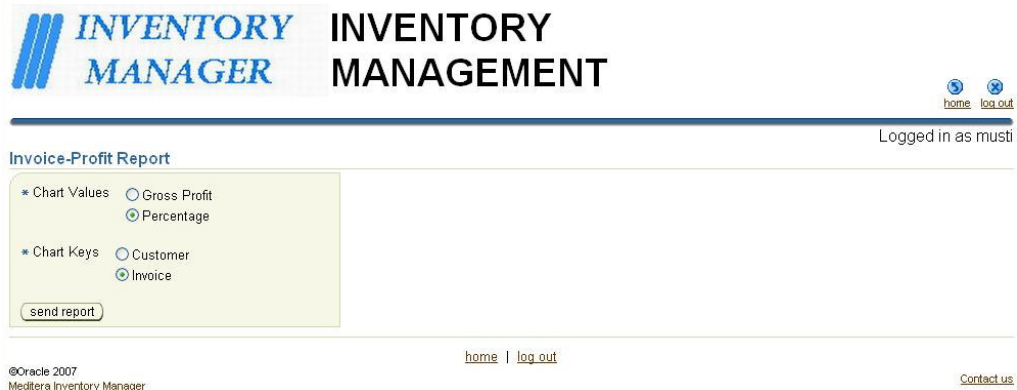 INVENTORY
MANAGER
INVENTORY
MANAGEMENT
home log out
Logged in as musti
Invoice-Profit Report
* Chart Values Gross Profit
Percentage
* Chart Keys Customer
Invoice
send report
home | log out
©Oracle 2007
Meditera Inventory Manager
Contact us